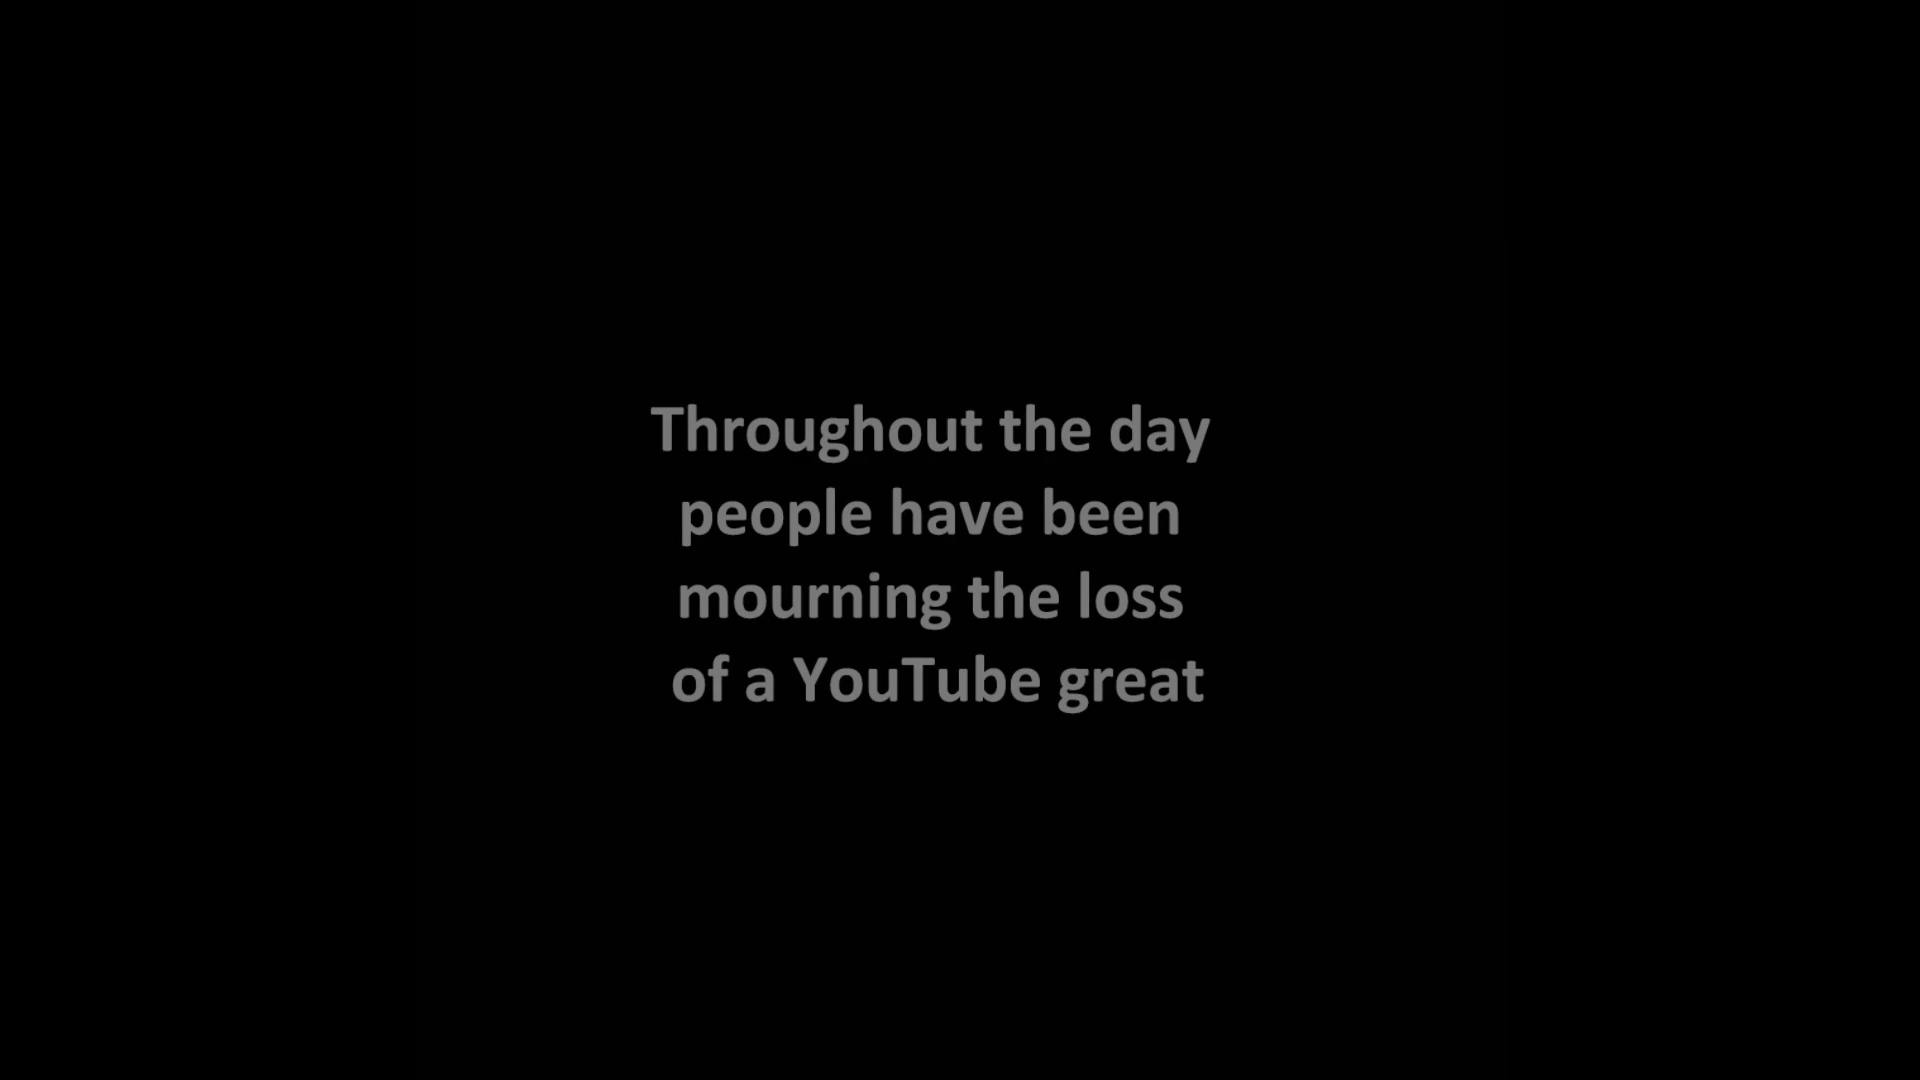 Throughout the day
people have been
mourning the loss
of a YouTube great